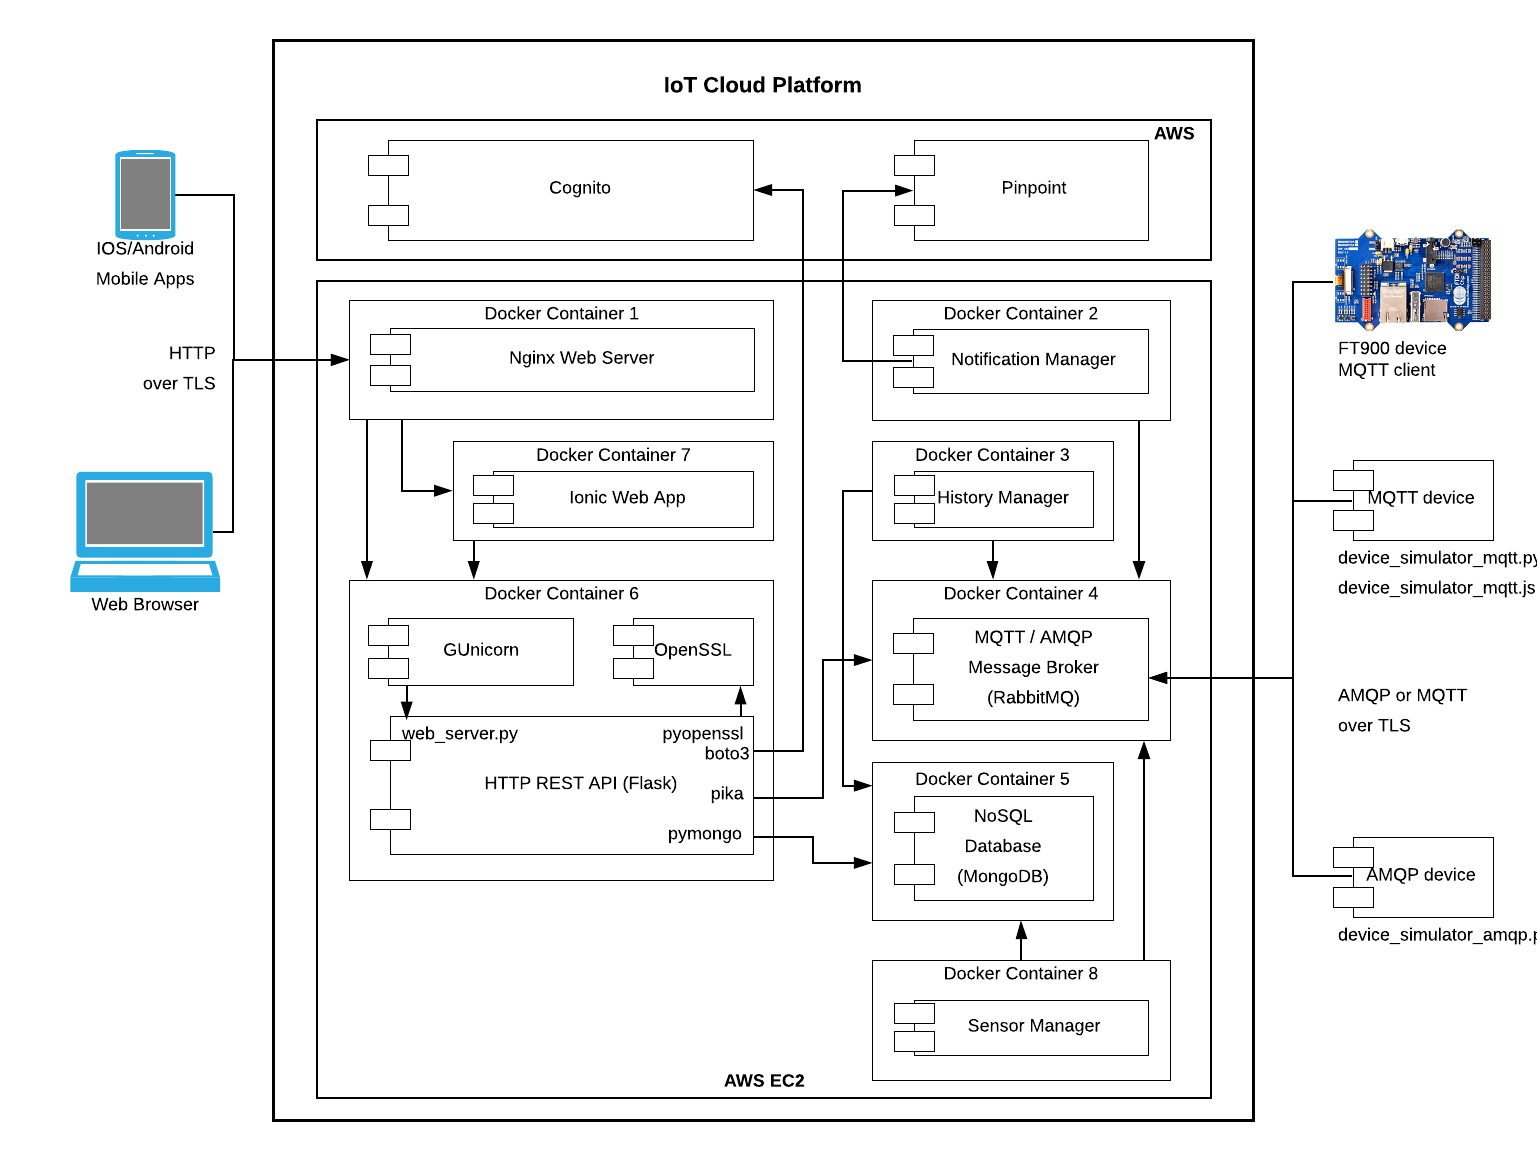 IoT Cloud Platform
AWS
Cognito
Pinpoint
IOS/Android
Mobile Apps
HTTP
over TLS
Web Browser
Docker Container 1
Nginx Web Server
Docker Container 2
Notification Manager
Docker Container 7
Ionic Web App
Docker Container 3
History Manager
Docker Container 6
GUnicorn
OpenSSL
web_server.py
pyopenssl
boto3
HTTP REST API (Flask)
pika
pymongo
Docker Container 4
MQTT / AMQP
Message Broker
(RabbitMQ)
Docker Container 5
NoSQL
Database
(MongoDB)
Docker Container 8
Sensor Manager
AWS EC2
FT900 device
MQTT client
MQTT device
device_simulator_mqtt.py
device_simulator_mqtt.js
AMQP or MQTT
over TLS
AMQP device
device_simulator_amqp.p